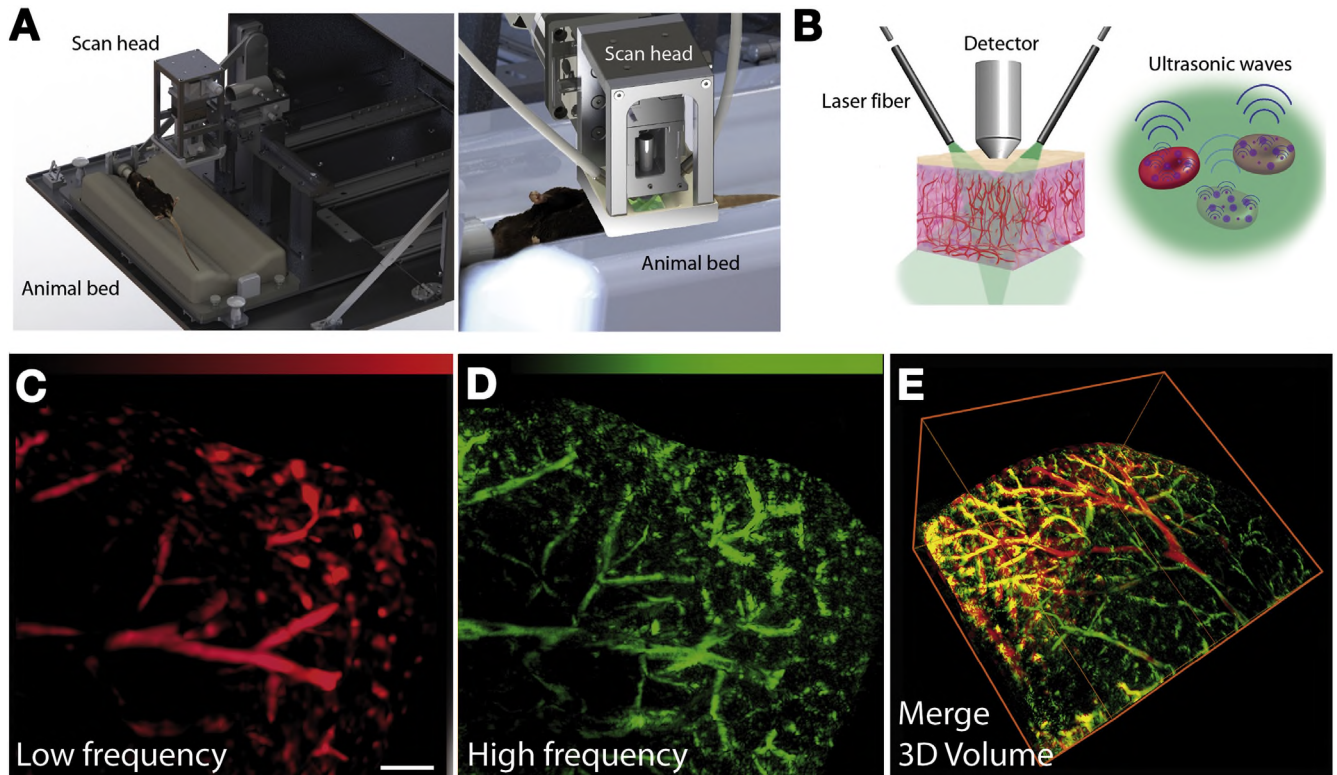 A
Scan head
Animal bed
Scan head
Animal bed
B
Detector
Laser fiber
Ultrasonic waves
C
Low frequency
D
High frequency
E
Merge
3D Volume